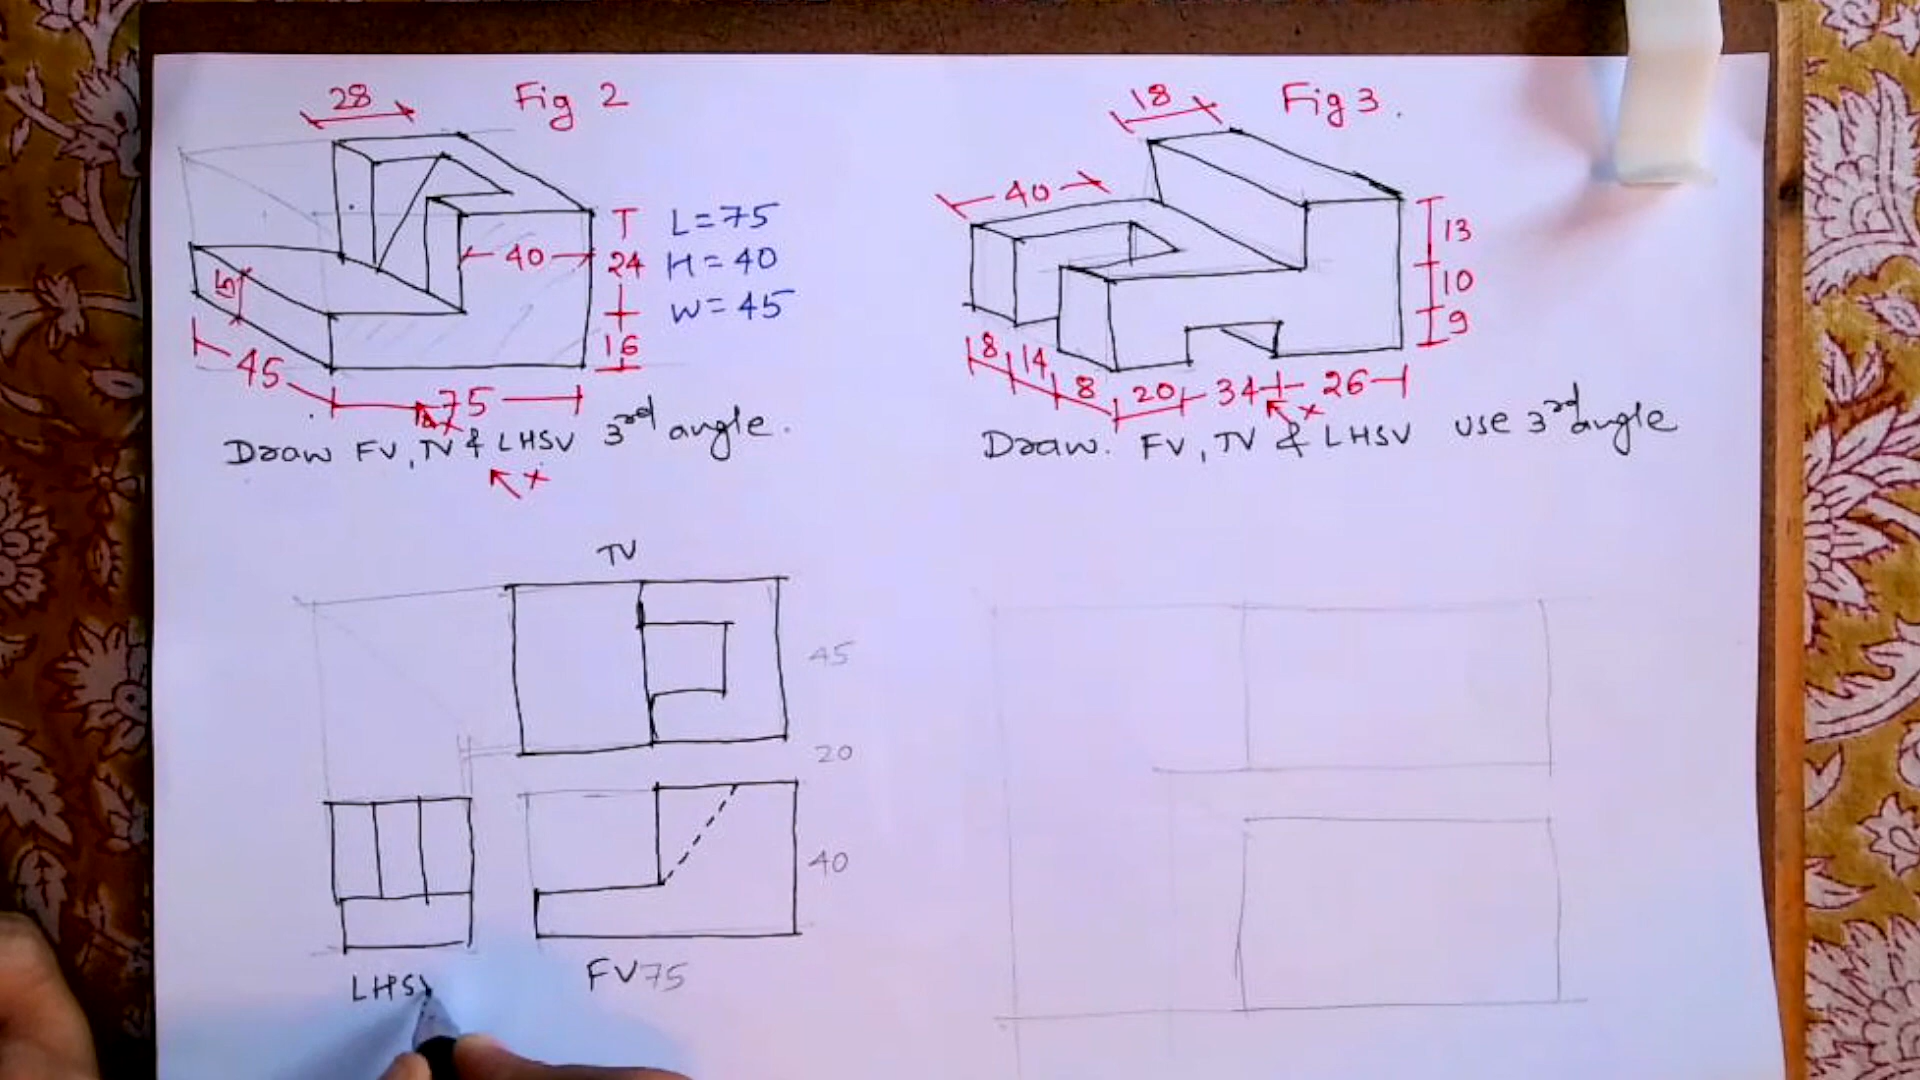 28
Fig 2
40
T
24
16
15
45
75
L=75
H=40
W=45
Draw FV, TV & LHSV 3rd angle.
x
x
18
Fig 3.
40
13
10
9
8
14
8
20
34
26
x
Draw. FV, TV & LHSV use 3rd angle
TV
45
20
40
LHSV
FV75